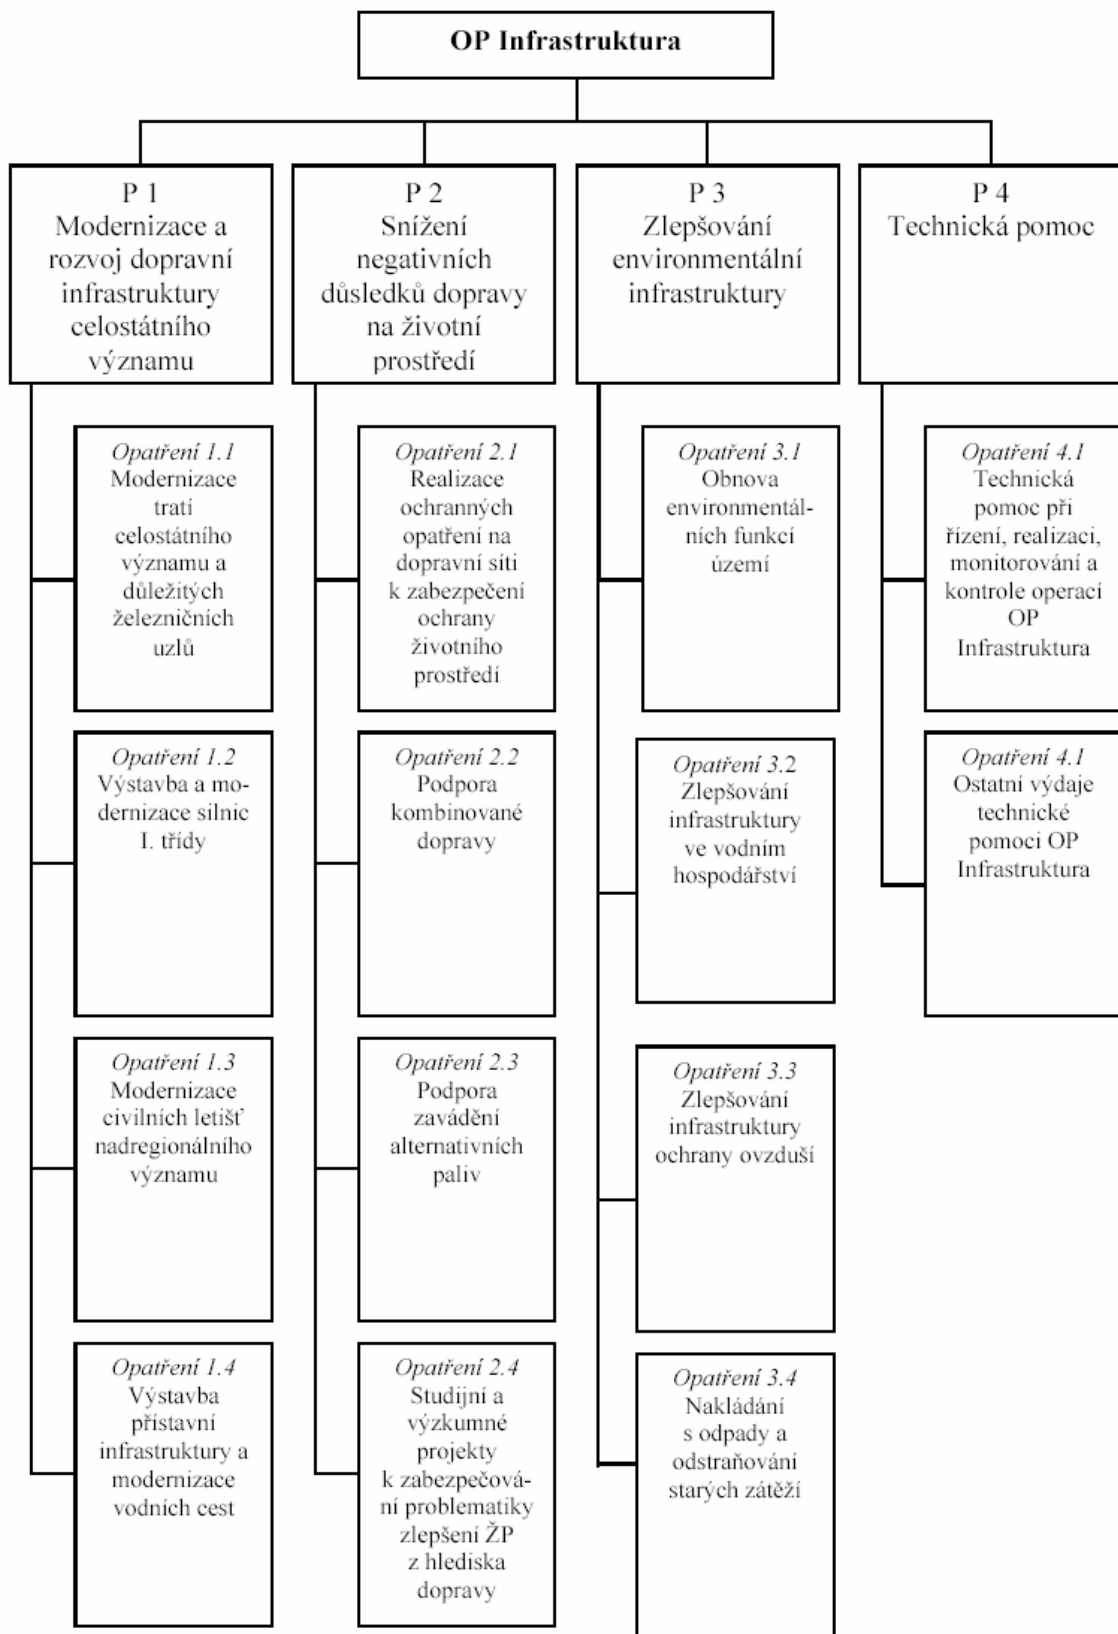 OP Infrastruktura
P 1
Modernizace a
rozvoj dopravní
infrastruktury
celostátního
významu
P 2
Snížení
negativních
důsledků dopravy
na životní
prostředí
P 3
Zlepšování
environmentální
infrastruktury
P 4
Technická pomoc
Opatření 1.1
Modernizace
tratí
celostátního
významu a
důležitých
železničních
uzlů
Opatření 2.1
Realizace
ochranných
opatření na
dopravní síti
k zabezpečení
ochrany
životního
prostředí
Opatření 3.1
Obnova
environmentál-
ních funkcí
území
Opatření 4.1
Technická
pomoc při
řízení, realizaci,
monitorování a
kontrole operací
OP
Infrastruktura
Opatření 1.2
Výstavba a mo-
dernizace silnic
I. třídy
Opatření 2.2
Podpora
kombinované
dopravy
Opatření 3.2
Zlepšování
infrastruktury
ve vodním
hospodářství
Opatření 4.1
Ostatní výdaje
technické
pomoci OP
Infrastruktura
Opatření 1.3
Modernizace
civilních letišť
nadregionálního
významu
Opatření 2.3
Podpora
zavádění
alternativních
paliv
Opatření 3.3
Zlepšování
infrastruktury
ochrany ovzduší
Opatření 1.4
Výstavba
přístavní
infrastruktury a
modernizace
vodních cest
Opatření 2.4
Studijní a
výzkumné
projekty
k zabezpečová-
ní problematiky
zlepšení ŽP
z hlediska
dopravy
Opatření 3.4
Nakládání
s odpady a
odstraňování
starých zátěží